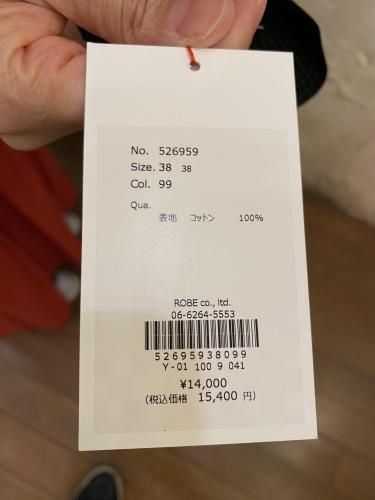 No. 526959
Size. 38 38
Col. 99
Qua.
表地 コットン 100%
ROBE co., ltd.
06-6264-5553
52695938099
Y-01 100 9 041
¥14,000
(税込価格 15,400 円)